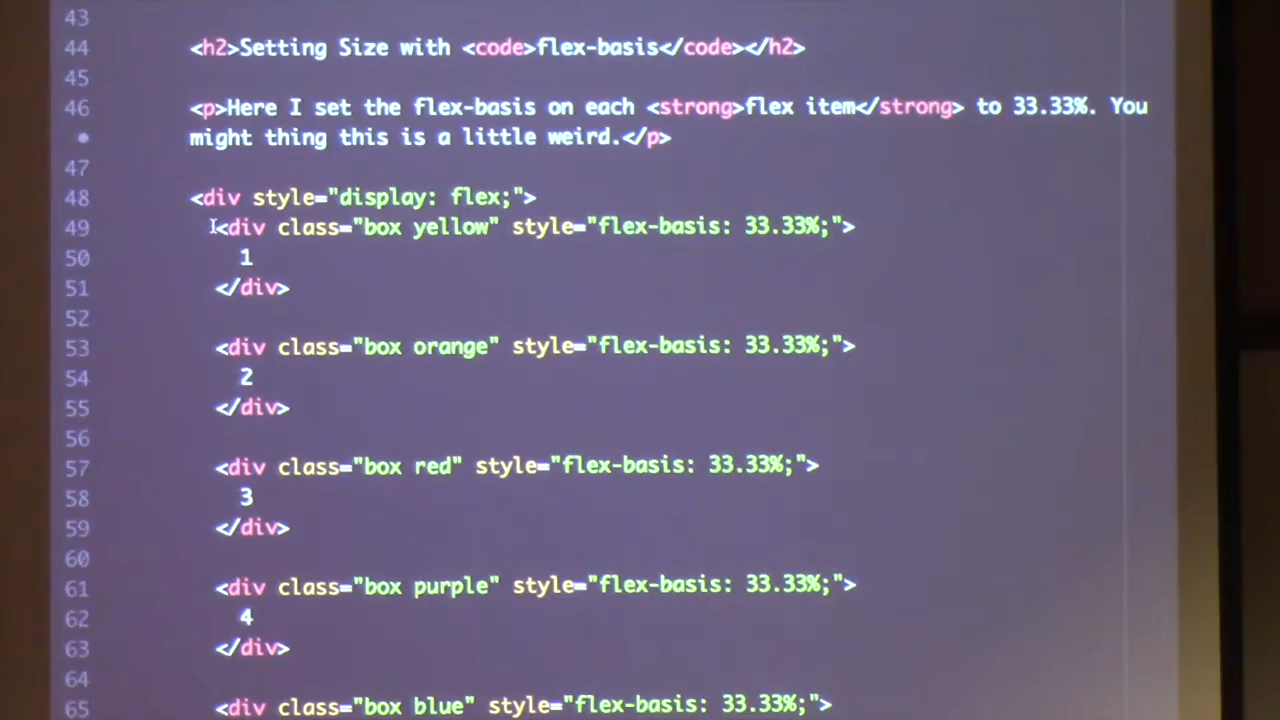 43
44 <h2>Setting Size with <code>flex-basis</code></h2>
45
46 <p>Here I set the flex-basis on each <strong>flex item</strong> to 33.33%. You
might thing this is a little weird.</p>
47
48 <div style="display: flex;">
49 <div class="box yellow" style="flex-basis: 33.33%;">
50 1
51 </div>
52
53 <div class="box orange" style="flex-basis: 33.33%;">
54 2
55 </div>
56
57 <div class="box red" style="flex-basis: 33.33%;">
58 3
59 </div>
60
61 <div class="box purple" style="flex-basis: 33.33%;">
62 4
63 </div>
64
65 <div class="box blue" style="flex-basis: 33.33%;">